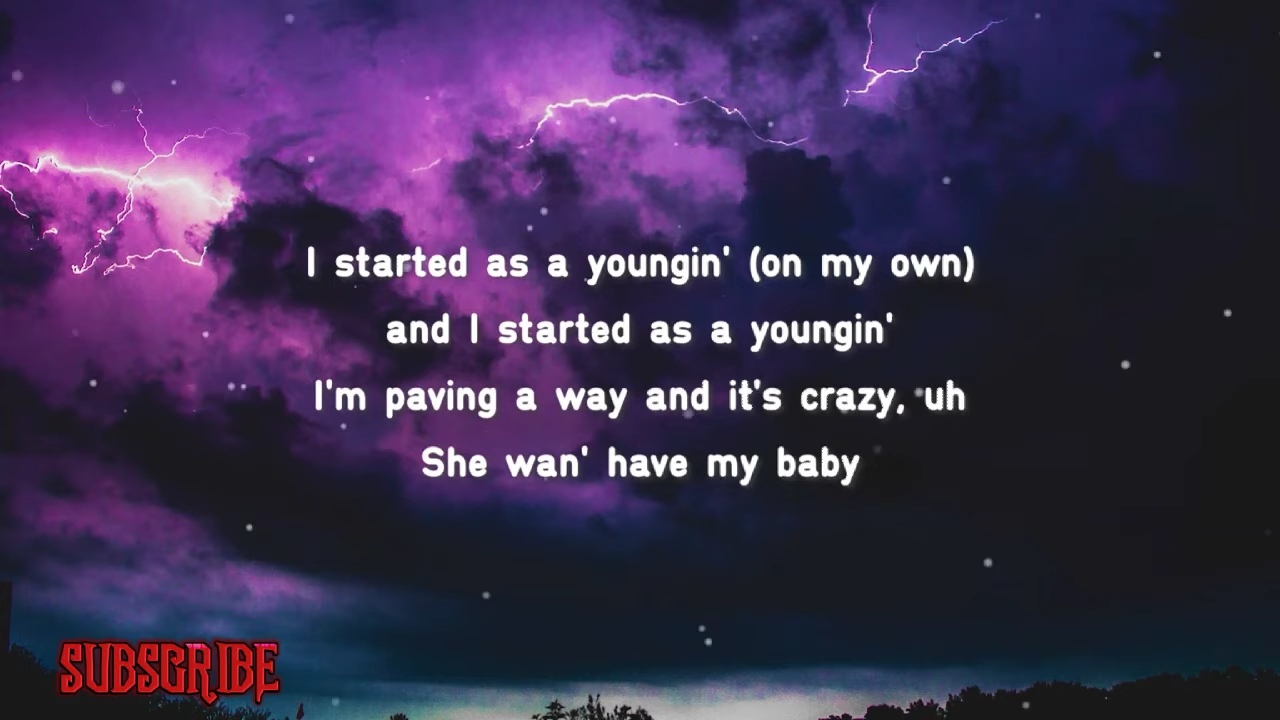 I started as a youngin' (on my own)
and I started as a youngin'
I'm paving a way and it's crazy, uh
She wan' have my baby
SUBSCRIBE